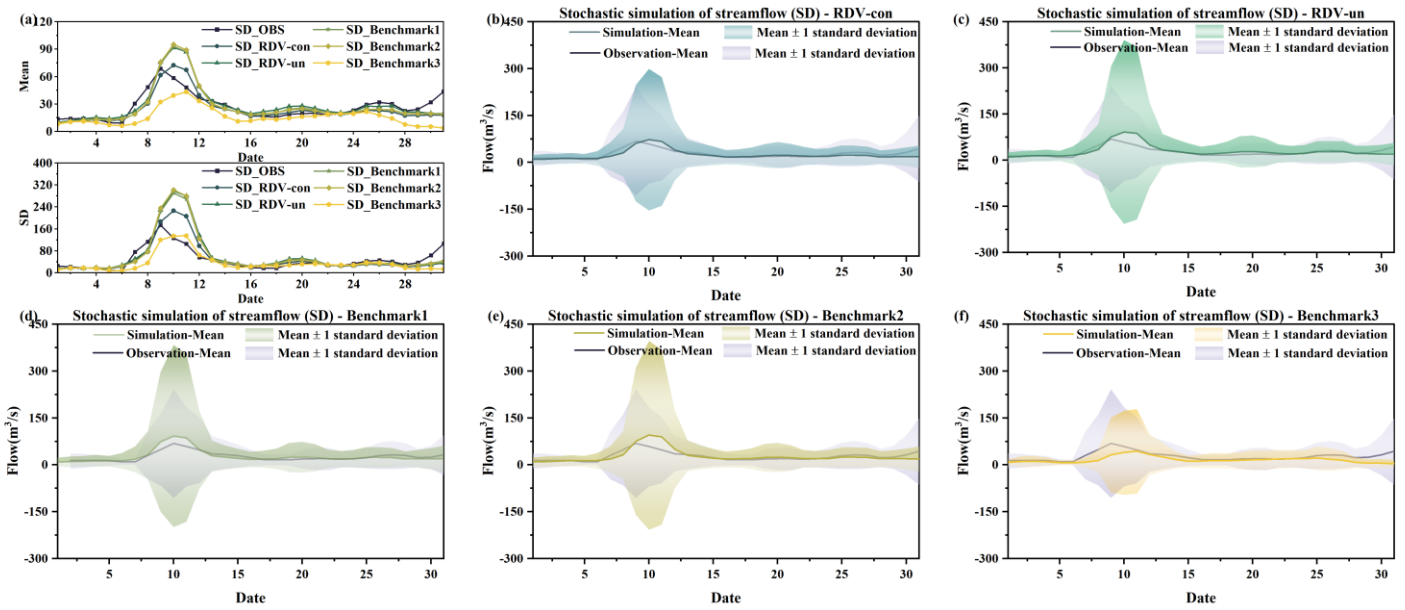 (a)
120
90
60
30
0
Mean
SD_OBS
SD_RDV-con
SD_RDV-un
SD_Benchmark1
SD_Benchmark2
SD_Benchmark3
4 8 12 16 20 24 28
Date
400
320
240
160
80
0
SD
SD_OBS
SD_RDV-con
SD_RDV-un
SD_Benchmark1
SD_Benchmark2
SD_Benchmark3
4 8 12 16 20 24 28
Date
(b)
Stochastic simulation of streamflow (SD) - RDV-con
Simulation-Mean
Observation-Mean
Mean ± 1 standard deviation
450
300
150
0
-150
-300
Flow(m³/s)
5 10 15 20 25 30
Date
(c)
Stochastic simulation of streamflow (SD) - RDV-un
Simulation-Mean
Observation-Mean
Mean ± 1 standard deviation
450
300
150
0
-150
-300
Flow(m³/s)
5 10 15 20 25 30
Date
(d)
Stochastic simulation of streamflow (SD) - Benchmark1
Simulation-Mean
Observation-Mean
Mean ± 1 standard deviation
Mean ± 1 standard deviation
450
300
150
0
-150
-300
Flow(m³/s)
5 10 15 20 25 30
Date
(e)
Stochastic simulation of streamflow (SD) - Benchmark2
Simulation-Mean
Observation-Mean
Mean ± 1 standard deviation
Mean ± 1 standard deviation
450
300
150
0
-150
-300
Flow(m³/s)
5 10 15 20 25 30
Date
(f)
Stochastic simulation of streamflow (SD) - Benchmark3
Simulation-Mean
Observation-Mean
Mean ± 1 standard deviation
Mean ± 1 standard deviation
450
300
150
0
-150
-300
Flow(m³/s)
5 10 15 20 25 30
Date